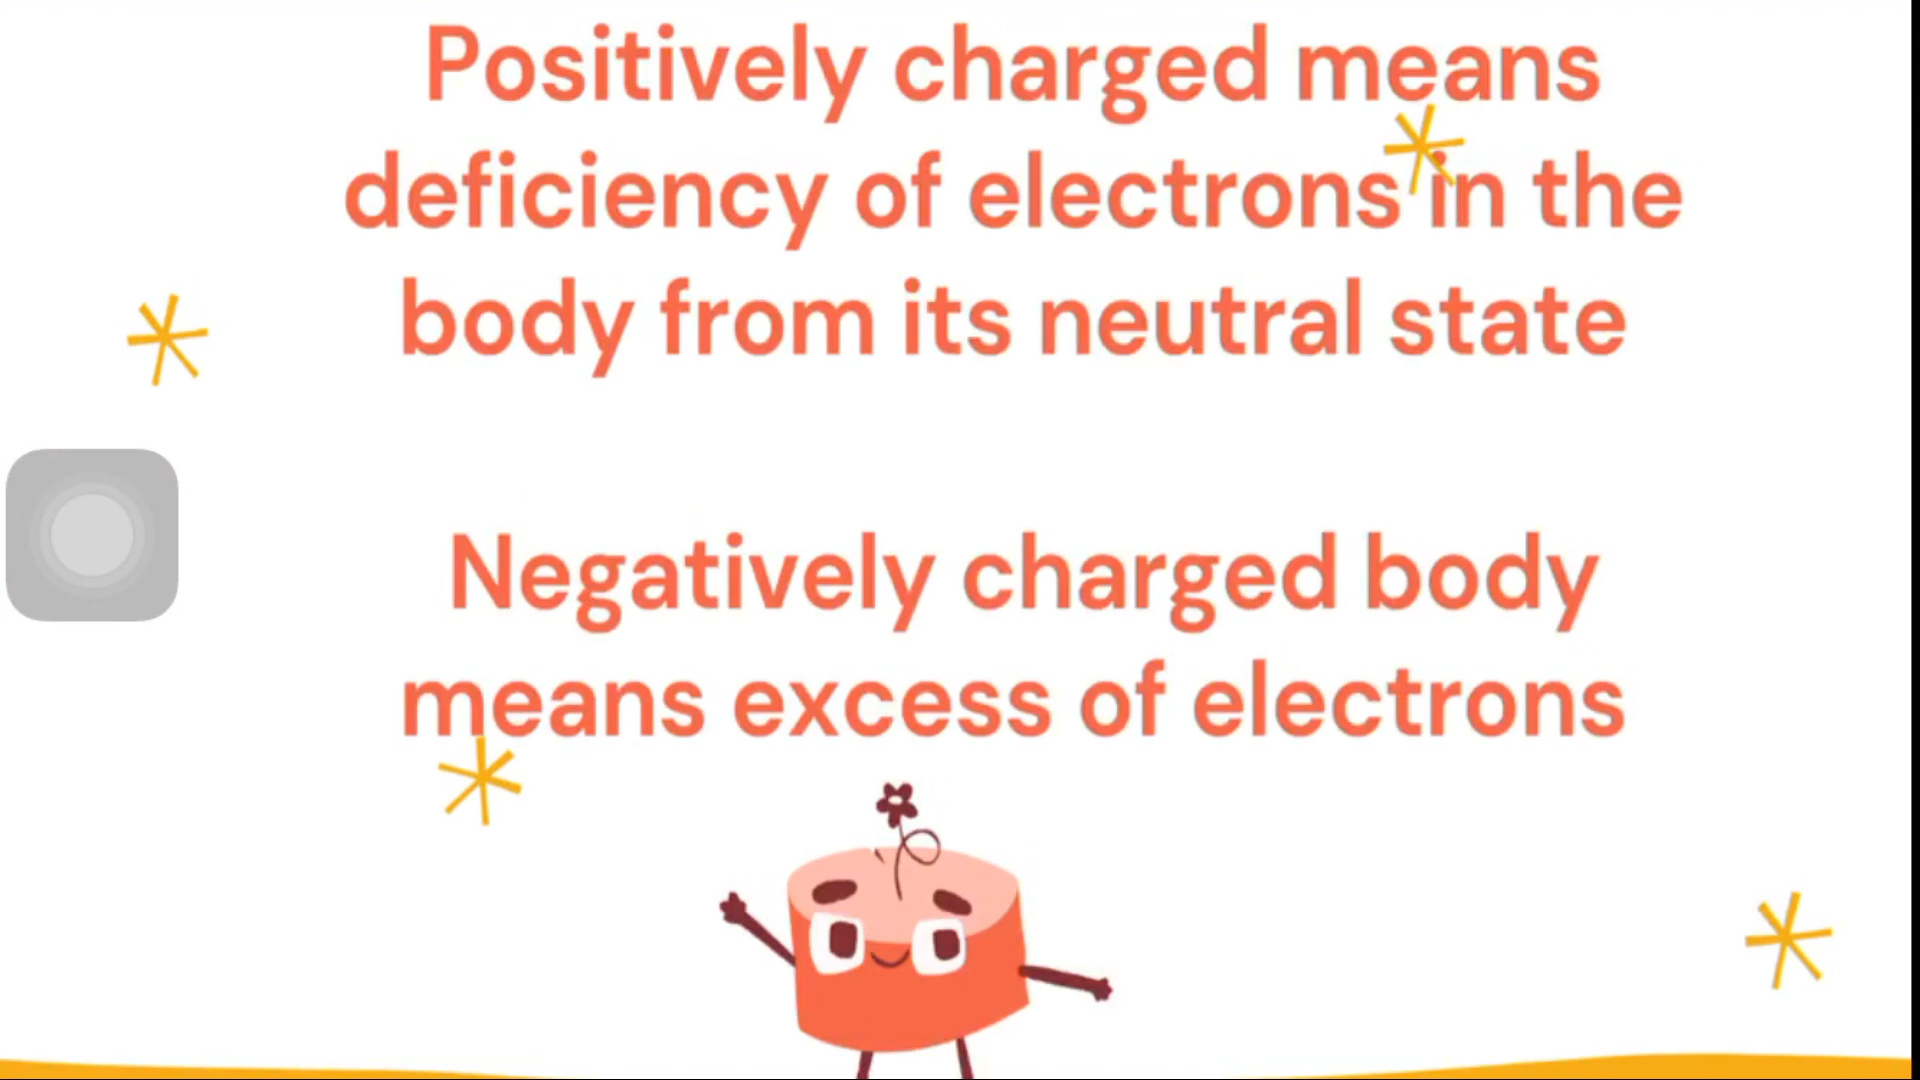 Positively charged means
deficiency of electrons in the
body from its neutral state
Negatively charged body
means excess of electrons